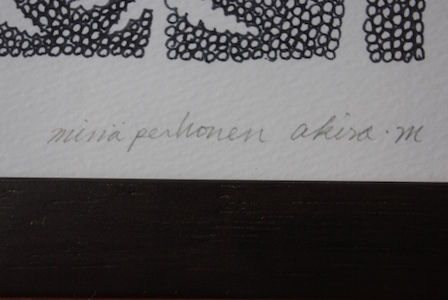 minä perhonen akira.m